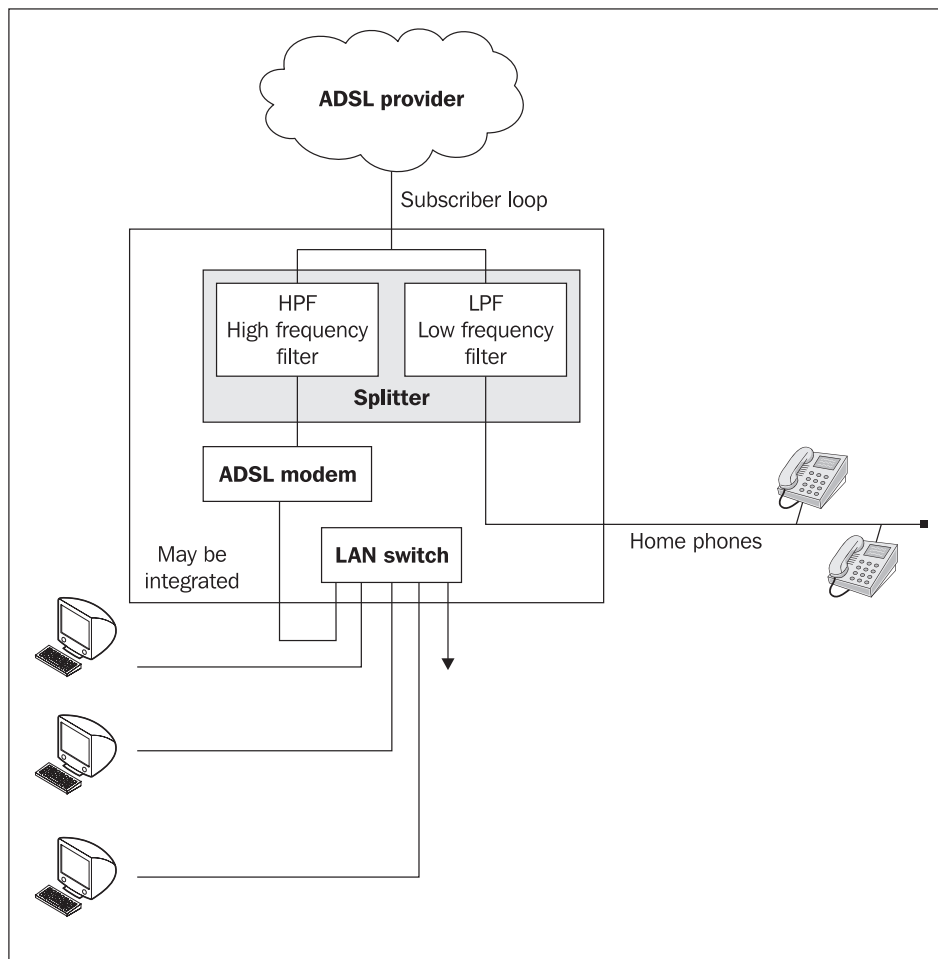 ADSL provider
Subscriber loop
HPF
High frequency
filter
LPF
Low frequency
filter
Splitter
ADSL modem
May be
integrated
LAN switch
Home phones